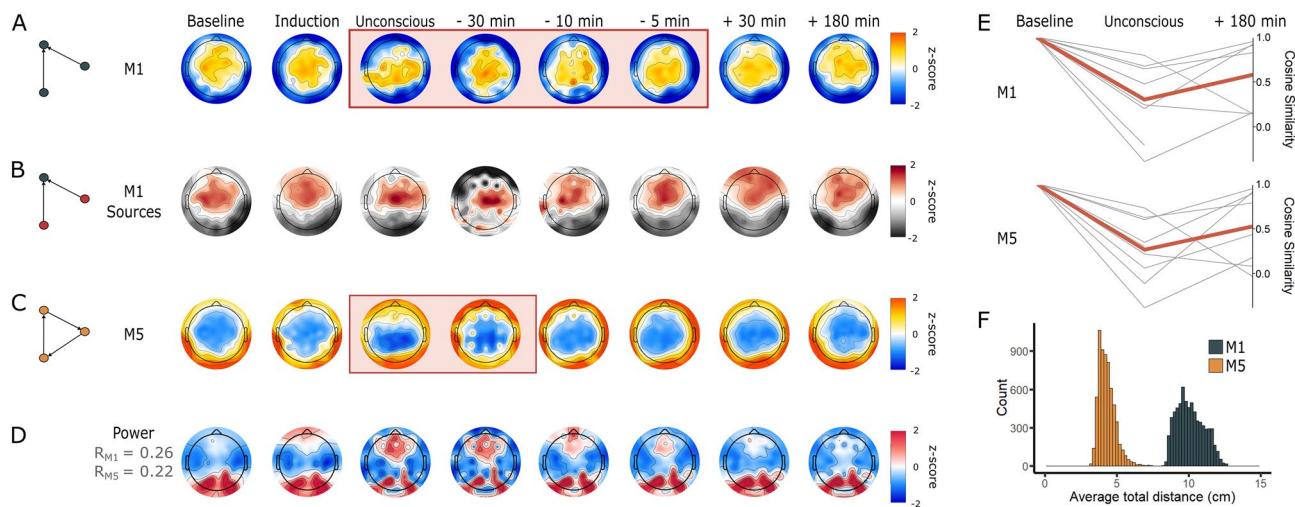 A
Baseline Induction Unconscious - 30 min - 10 min - 5 min + 30 min + 180 min
M1
2
0
-2
z-score
B
M1
Sources
2
0
-2
z-score
C
M5
2
0
-2
z-score
D
Power
RM1 = 0.26
RM5 = 0.22
2
0
-2
z-score
E
Baseline Unconscious + 180 min
M1
1.0
0.5
0.0
Cosine Similarity
M5
1.0
0.5
0.0
Cosine Similarity
F
M1
M5
Count
900
600
300
0
0 5 10 15
Average total distance (cm)